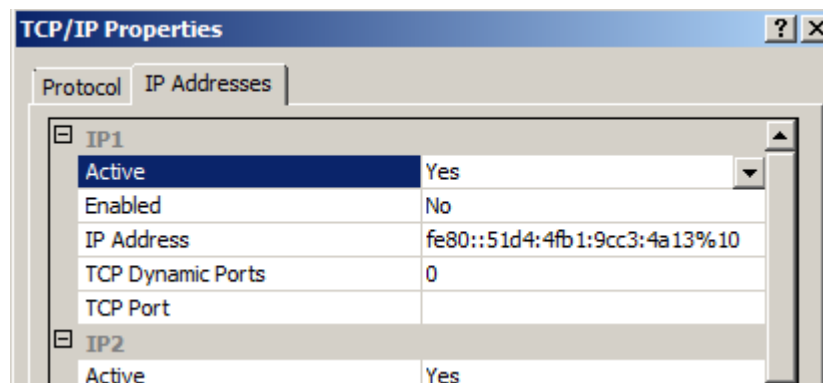 TCP/IP Properties
Protocol IP Addresses
IP1
Active Yes
Enabled No
IP Address fe80::51d4:4fb1:9cc3:4a13%10
TCP Dynamic Ports 0
TCP Port
IP2
Active Yes